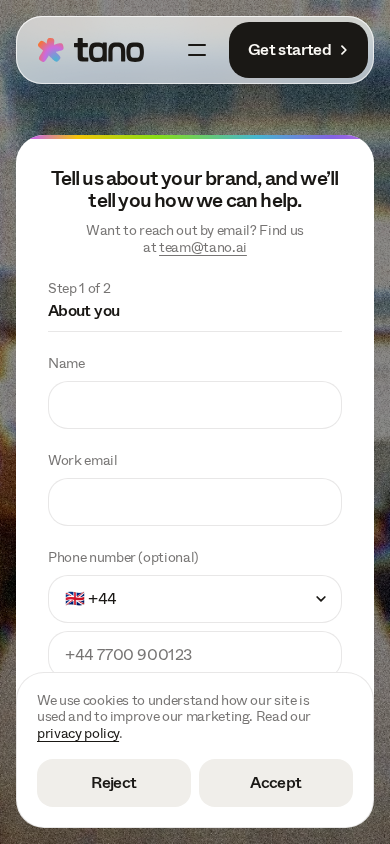 tano
Get started
Tell us about your brand, and we'll
tell you how we can help.
Want to reach out by email? Find us
at team@tano.ai
Step 1 of 2
About you
Name
Work email
Phone number (optional)
🇬🇧 +44
+44 7700 900123
We use cookies to understand how our site is
used and to improve our marketing. Read our
privacy policy.
Reject
Accept